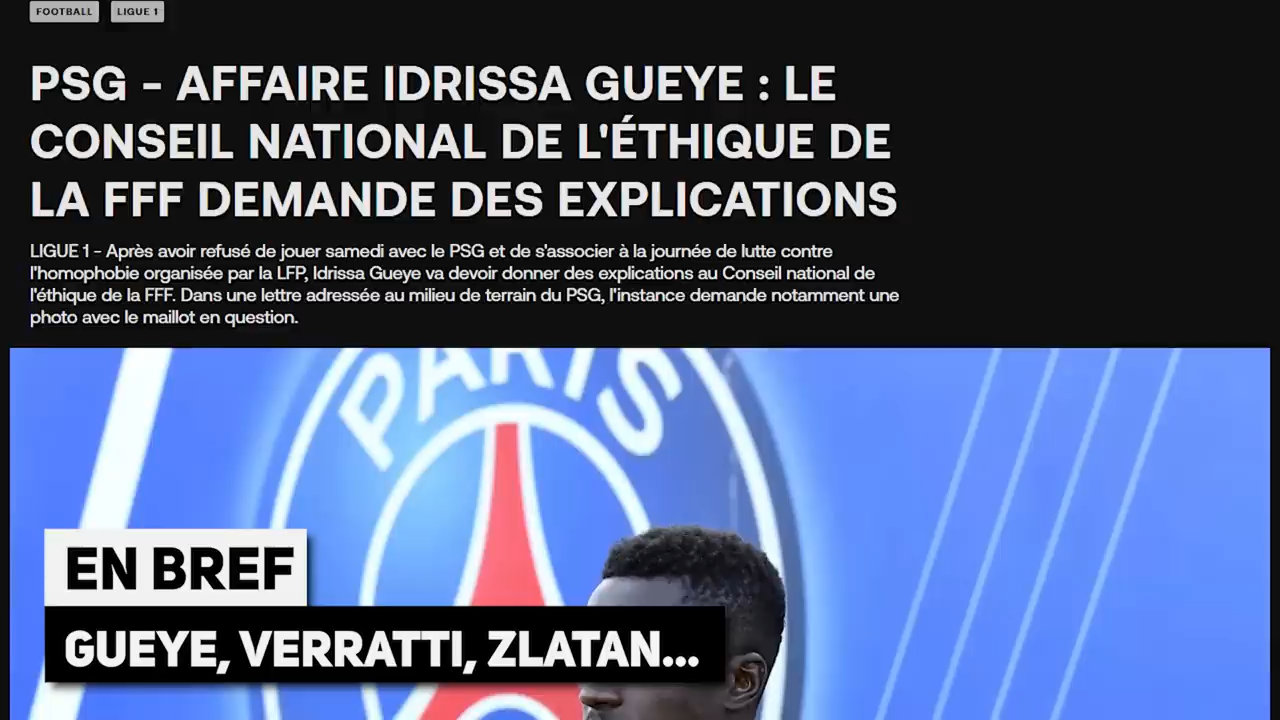 FOOTBALL LIGUE 1
PSG - AFFAIRE IDRISSA GUEYE : LE
CONSEIL NATIONAL DE L'ÉTHIQUE DE
LA FFF DEMANDE DES EXPLICATIONS
LIGUE 1 - Après avoir refusé de jouer samedi avec le PSG et de s'associer à la journée de lutte contre
l'homophobie organisée par la LFP, Idrissa Gueye va devoir donner des explications au Conseil national de
l'éthique de la FFF. Dans une lettre adressée au milieu de terrain du PSG, l'instance demande notamment une
photo avec le maillot en question.
PARIS
EN BREF
GUEYE, VERRATTI, ZLATAN...